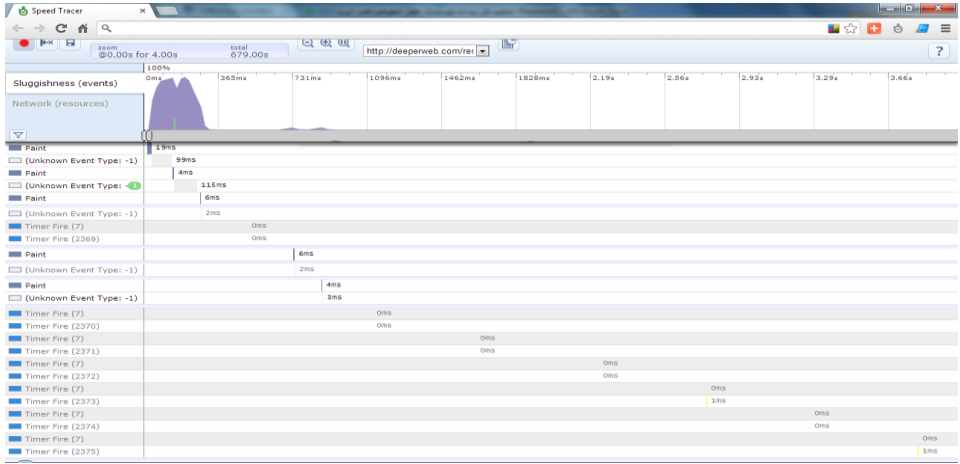 Speed Tracer
zoom total
@0.00s for 4.00s 679.00s
http://deeperweb.com/re
?
100%
Sluggishness (events)
0ms 365ms 731ms 1096ms 1462ms 1828ms 2.19s 2.56s 2.93s 3.29s 3.66s
Network (resources)
Paint 19ms
(Unknown Event Type: -1) 99ms
Paint 4ms
(Unknown Event Type: - 1 115ms
Paint 6ms
(Unknown Event Type: -1) 2ms
Timer Fire (7) 0ms
Timer Fire (2369) 0ms
Paint 6ms
(Unknown Event Type: -1) 2ms
Paint 4ms
(Unknown Event Type: -1) 3ms
Timer Fire (7) 0ms
Timer Fire (2370) 0ms
Timer Fire (7) 0ms
Timer Fire (2371) 0ms
Timer Fire (7) 0ms
Timer Fire (2372) 0ms
Timer Fire (7) 0ms
Timer Fire (2373) 1ms
Timer Fire (7) 0ms
Timer Fire (2374) 0ms
Timer Fire (7) 0ms
Timer Fire (2375) 1ms